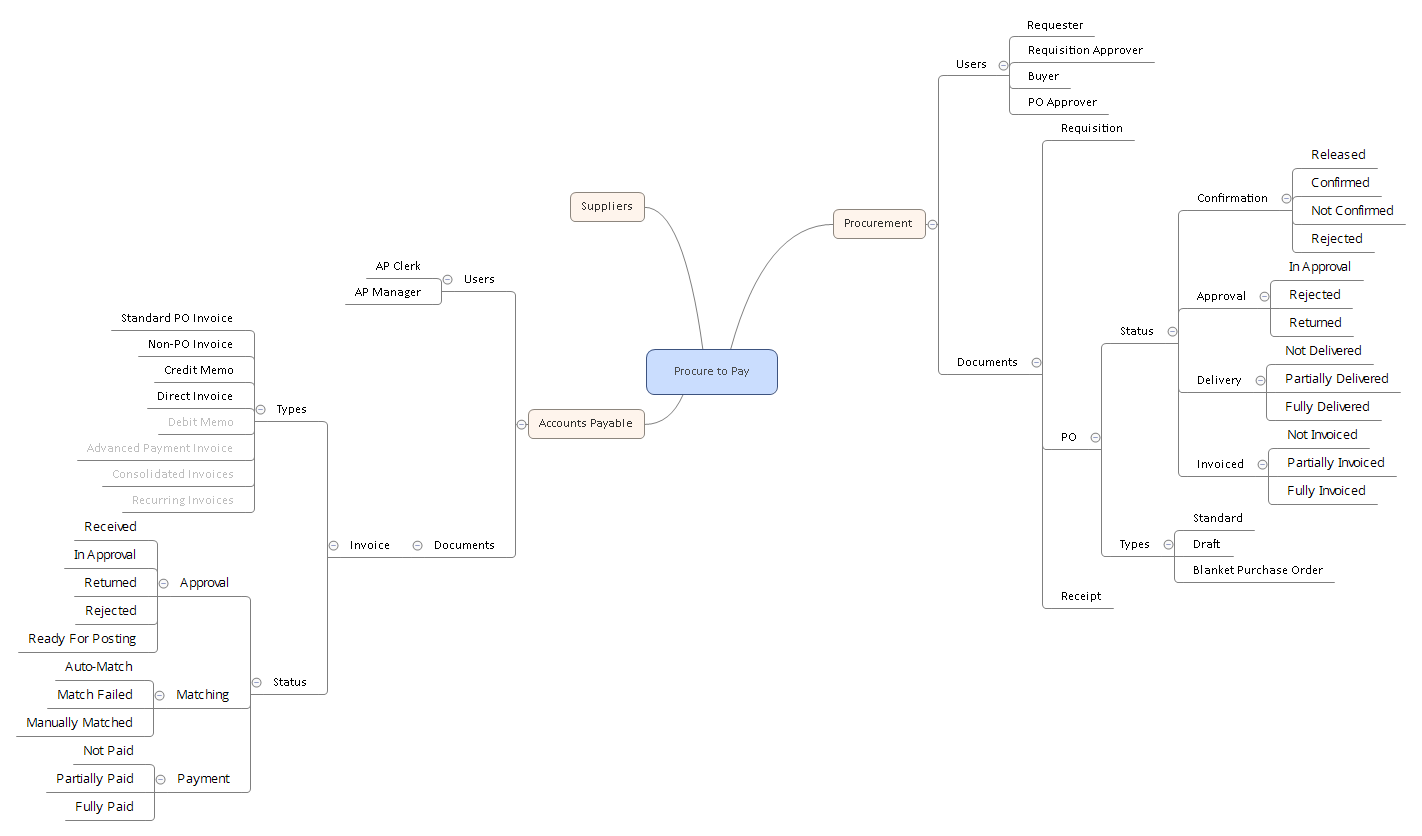 Procure to Pay
Suppliers
Procurement
Users
Requester
Requisition Approver
Buyer
PO Approver
Documents
Requisition
PO
Status
Confirmation
Released
Confirmed
Not Confirmed
Rejected
Approval
In Approval
Rejected
Returned
Delivery
Not Delivered
Partially Delivered
Fully Delivered
Invoiced
Not Invoiced
Partially Invoiced
Fully Invoiced
Types
Standard
Draft
Blanket Purchase Order
Receipt
Accounts Payable
Users
AP Clerk
AP Manager
Documents
Invoice
Types
Standard PO Invoice
Non-PO Invoice
Credit Memo
Direct Invoice
Debit Memo
Advanced Payment Invoice
Consolidated Invoices
Recurring Invoices
Status
Approval
Received
In Approval
Returned
Rejected
Ready For Posting
Matching
Auto-Match
Match Failed
Manually Matched
Payment
Not Paid
Partially Paid
Fully Paid